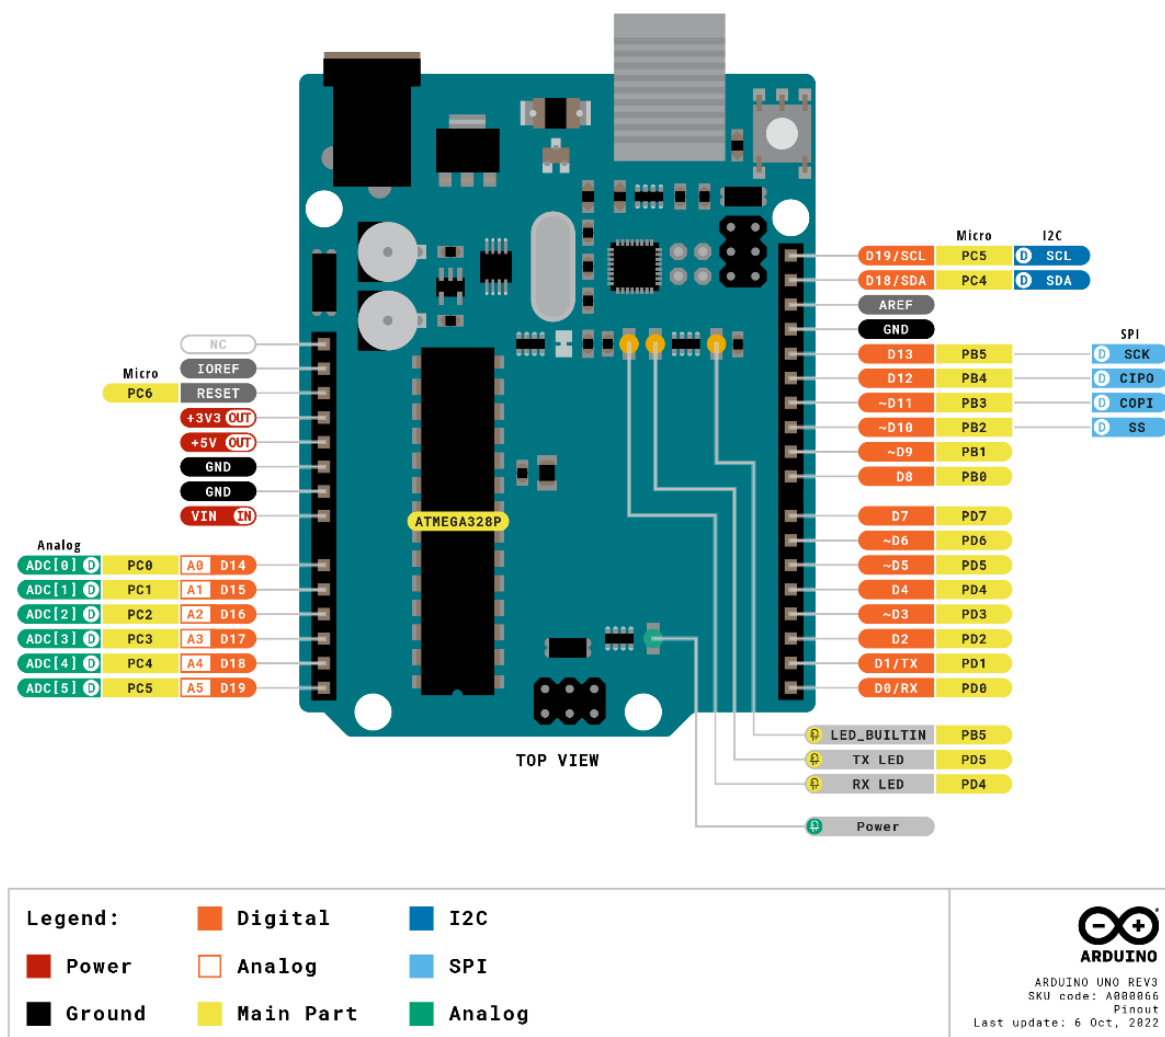 Micro I2C
D19/SCL PC5 D SCL
D18/SDA PC4 D SDA
AREF
GND
SPI
D13 PB5 D SCK
D12 PB4 D CIPO
~D11 PB3 D COPI
~D10 PB2 D SS
~D9 PB1
D8 PB0
D7 PD7
~D6 PD6
~D5 PD5
D4 PD4
~D3 PD3
D2 PD2
D1/TX PD1
D0/RX PD0
NC
IOREF
Micro
PC6 RESET
+3V3 OUT
+5V OUT
GND
GND
VIN IN
Analog
ADC[0] D PC0 A0 D14
ADC[1] D PC1 A1 D15
ADC[2] D PC2 A2 D16
ADC[3] D PC3 A3 D17
ADC[4] D PC4 A4 D18
ADC[5] D PC5 A5 D19
ATMEGA328P
LED_BUILTIN PB5
TX LED PD5
RX LED PD4
Power
TOP VIEW
Legend:
Power
Ground
Digital
Analog
Main Part
I2C
SPI
Analog
ARDUINO
ARDUINO UNO REV3
SKU code: A000066
Pinout
Last update: 6 Oct, 2022